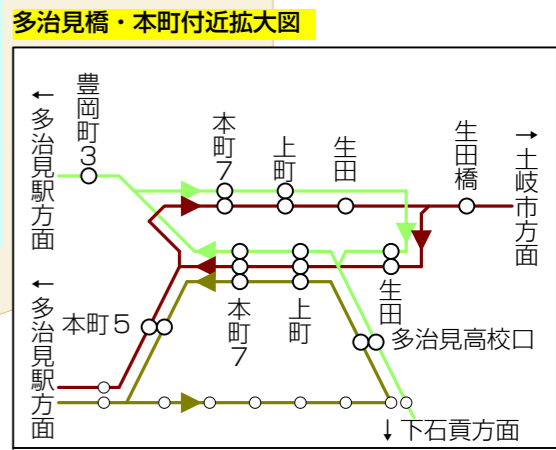 多治見橋・本町付近拡大図
←多治見駅方面
豊岡町3
本町7
上町
生田
生田橋
→土岐市方面
←多治見駅方面
本町5
本町7
上町
生田
多治見高校口
↓下石貢方面